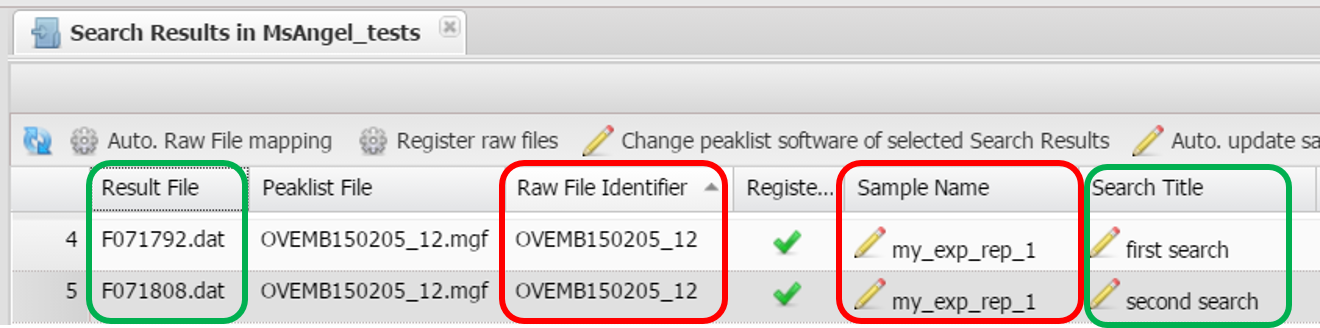 Search Results in MsAngel_tests
Auto. Raw File mapping Register raw files Change peaklist software of selected Search Results Auto. update sa
Result File Peaklist File Raw File Identifier Registe... Sample Name Search Title
4 F071792.dat OVEMB150205_12.mgf OVEMB150205_12 my_exp_rep_1 first search
5 F071808.dat OVEMB150205_12.mgf OVEMB150205_12 my_exp_rep_1 second search